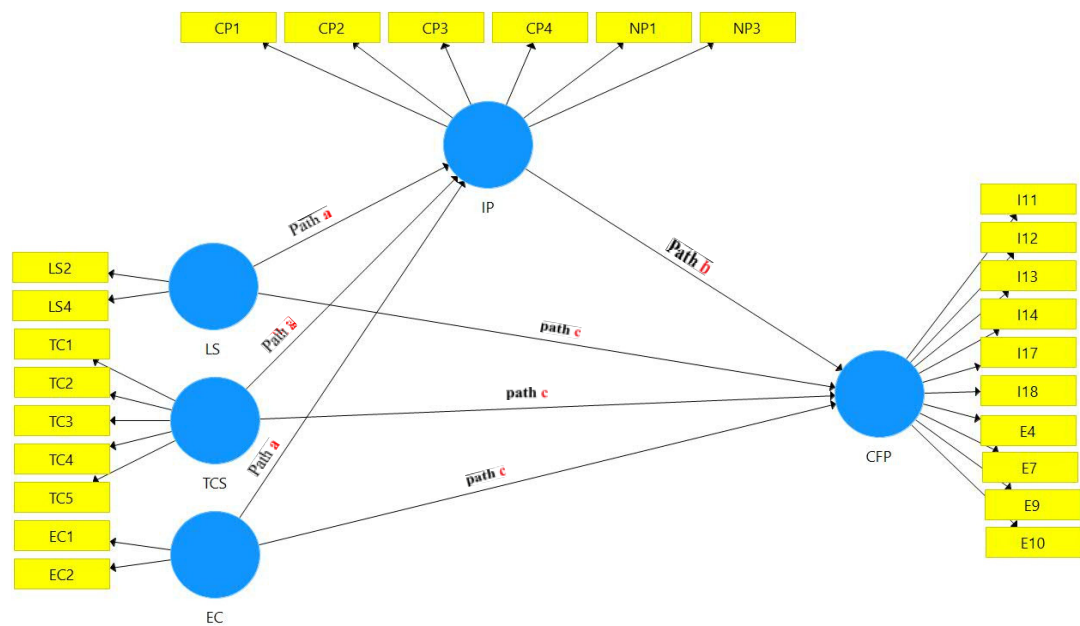 CP1
CP2
CP3
CP4
NP1
NP3
IP
Path a
Path b
LS2
LS4
LS
TC1
TC2
TC3
TC4
TC5
TCS
Path a
path c
path c
EC1
EC2
EC
Path a
path c
I11
I12
I13
I14
I17
I18
E4
E7
E9
E10
CFP